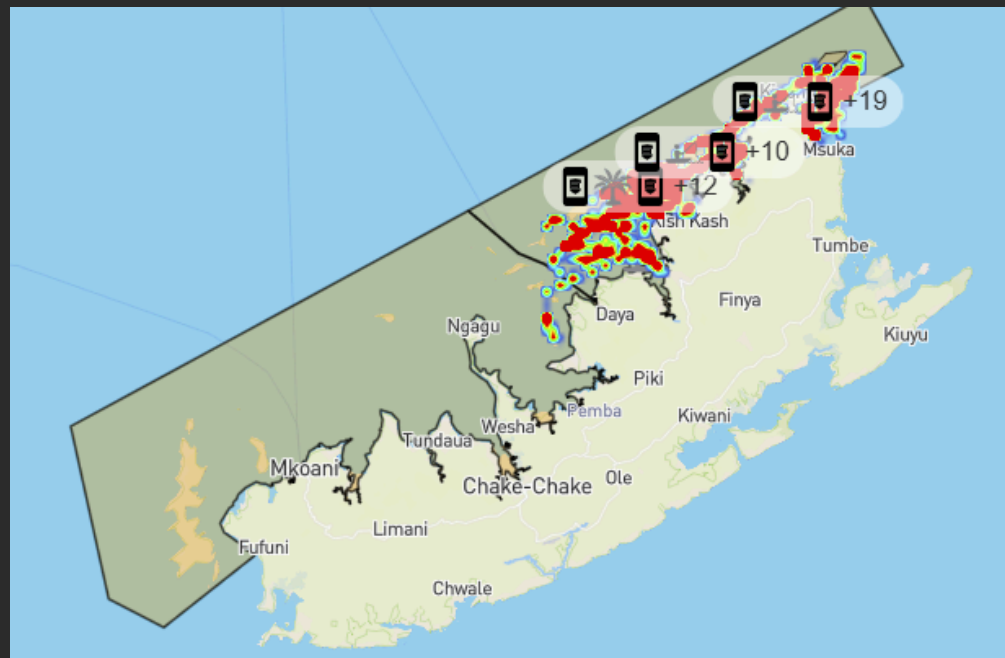 +19
+10
Msuka
+12
Kish Kash
Tumbe
Finya
Daya
Ngagu
Kiuyu
Piki
Pemba
Kiwani
Wesha
Tundaua
Mkoani
Ole
Chake-Chake
Limani
Fufuni
Chwale